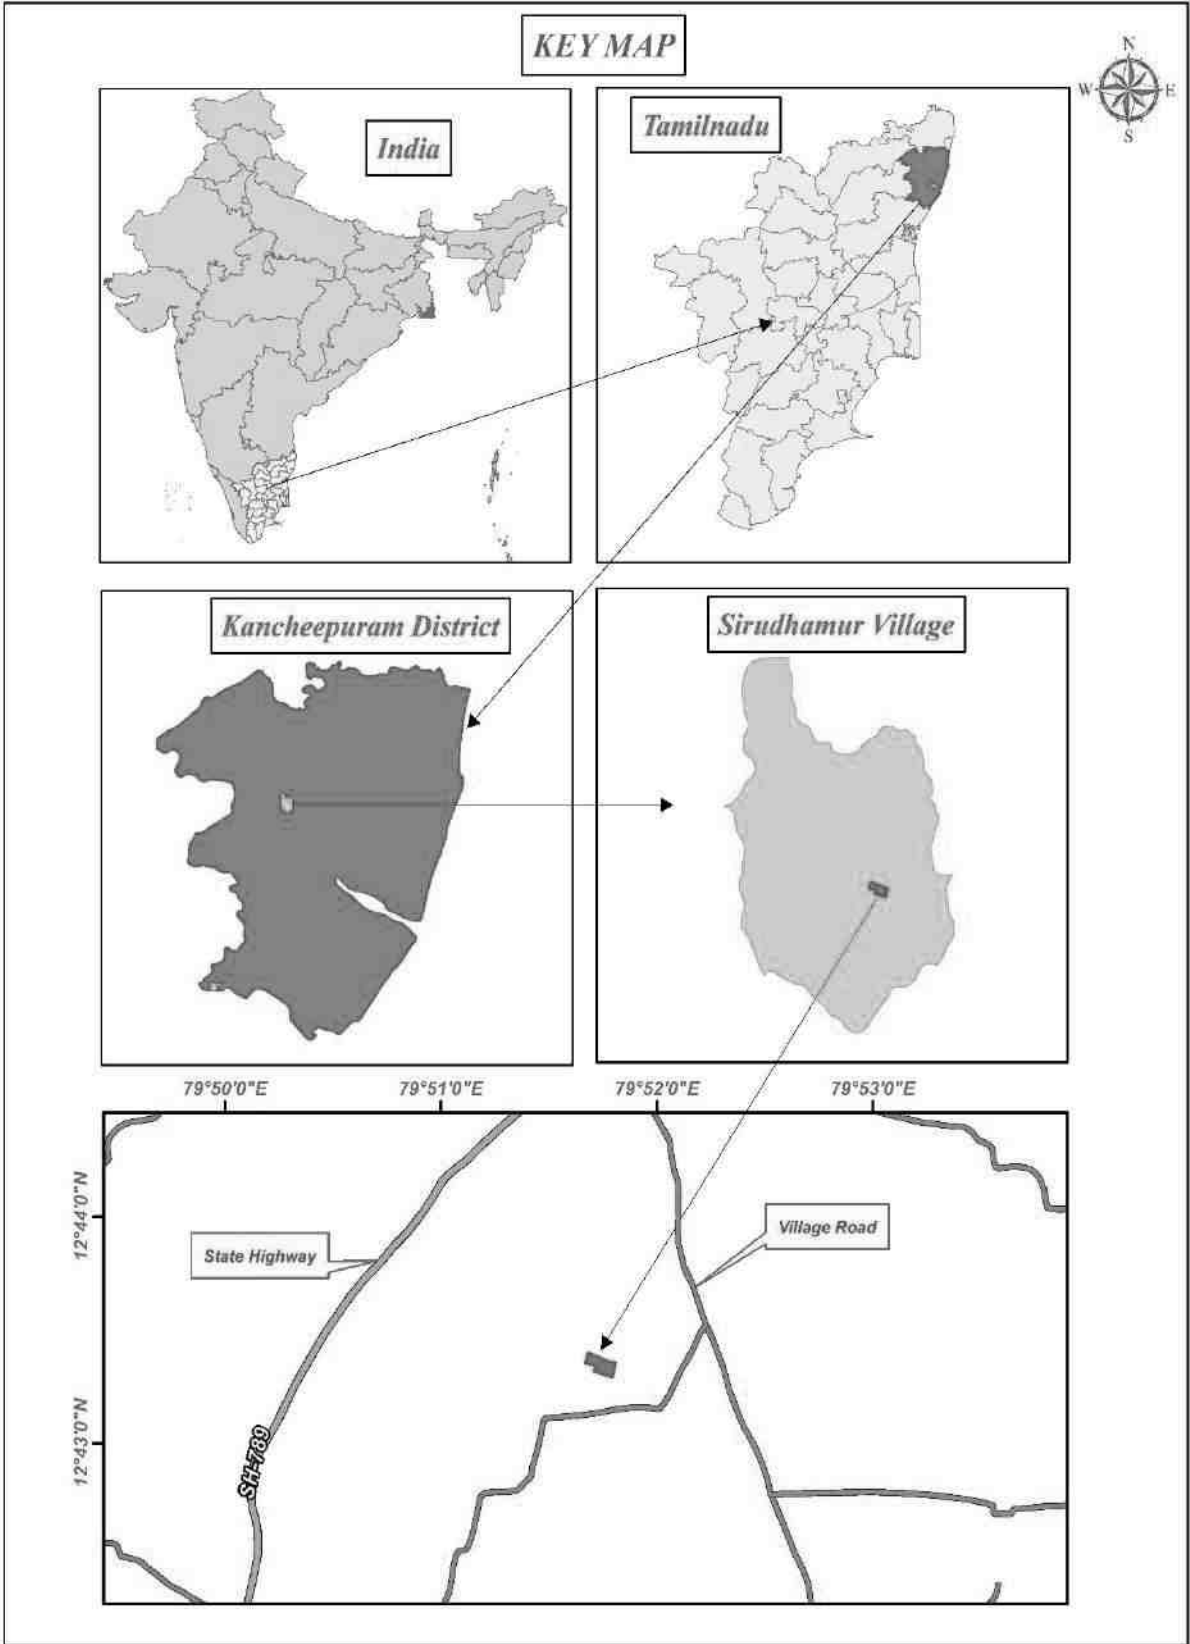 KEY MAP
N
W E
S
India
Tamilnadu
Kancheepuram District
Sirudhamur Village
79°50'0"E 79°51'0"E 79°52'0"E 79°53'0"E
12°44'0"N
State Highway
Village Road
12°43'0"N
SH-789